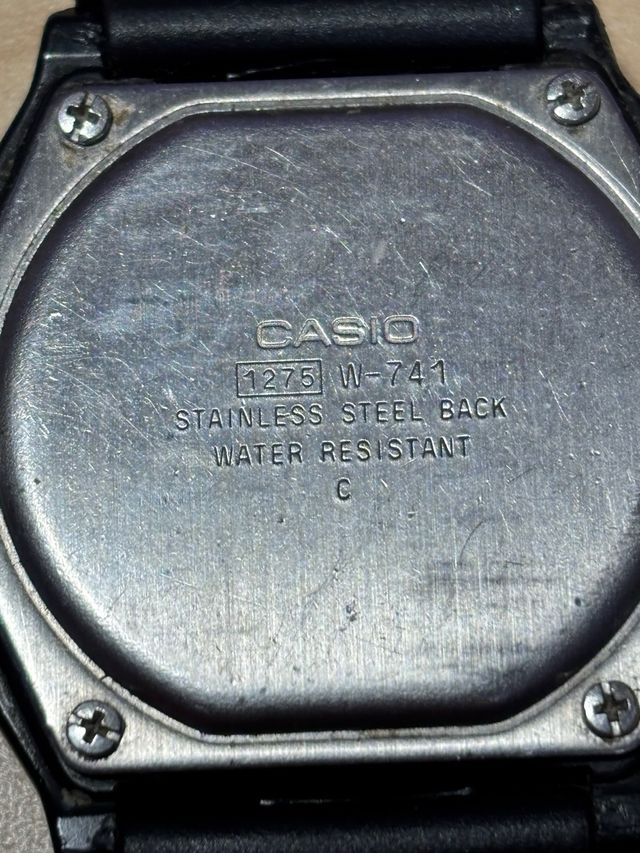 CASIO
1275 W-741
STAINLESS STEEL BACK
WATER RESISTANT
C